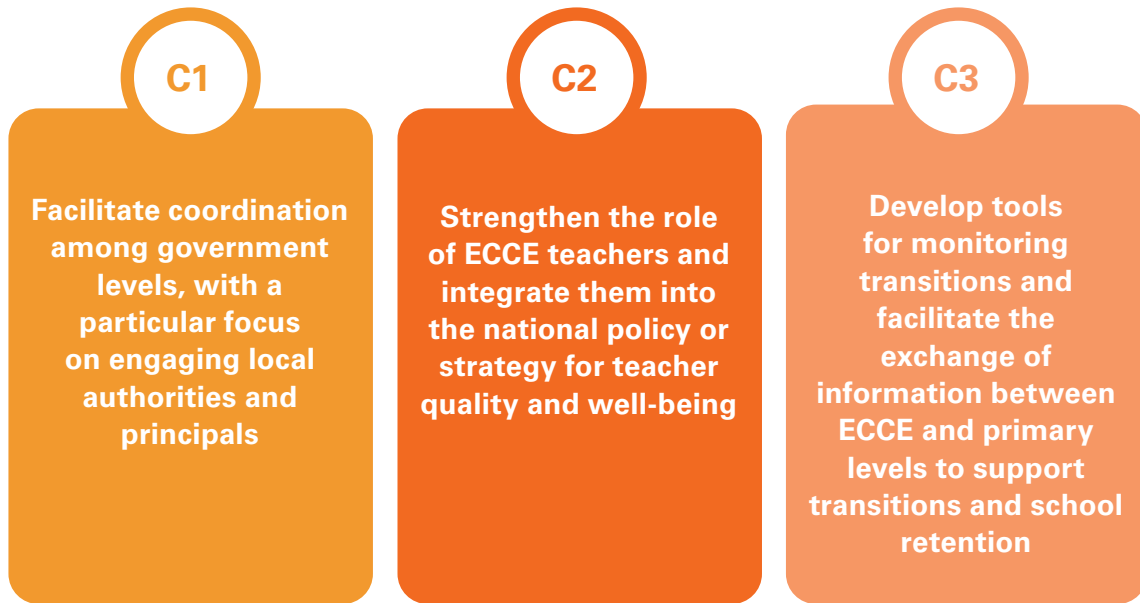 C1
Facilitate coordination
among government
levels, with a
particular focus
on engaging local
authorities and
principals
C2
Strengthen the role
of ECCE teachers and
integrate them into
the national policy or
strategy for teacher
quality and well-being
C3
Develop tools
for monitoring
transitions and
facilitate the
exchange of
information between
ECCE and primary
levels to support
transitions and school
retention